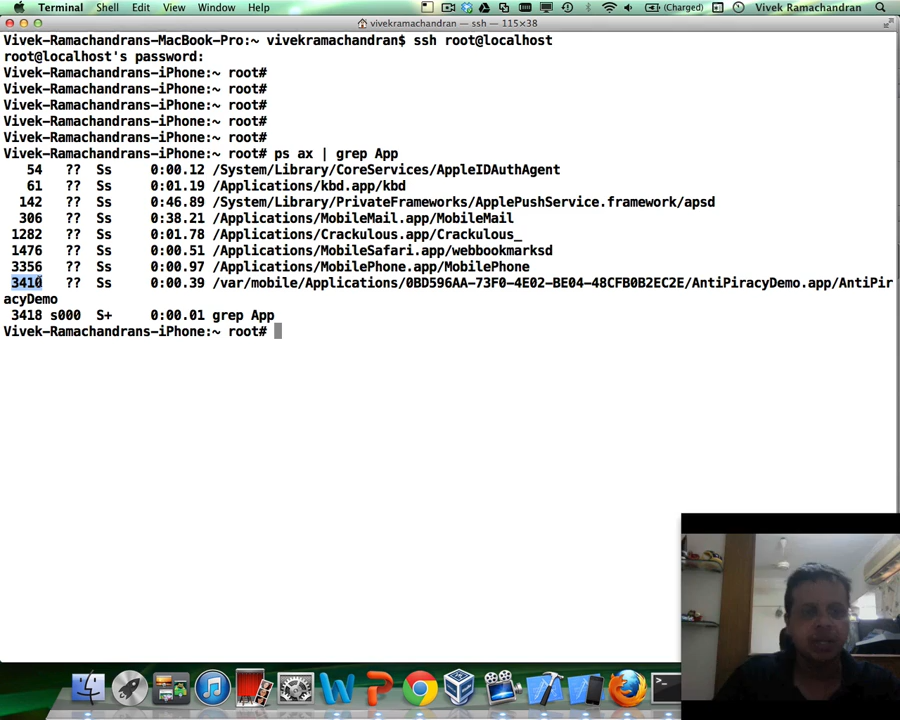 Terminal Shell Edit View Window Help (Charged) Vivek Ramachandran
vivekramachandran — ssh — 115×38
Vivek-Ramachandrans-MacBook-Pro:~ vivekramachandran$ ssh root@localhost
root@localhost's password:
Vivek-Ramachandrans-iPhone:~ root#
Vivek-Ramachandrans-iPhone:~ root#
Vivek-Ramachandrans-iPhone:~ root#
Vivek-Ramachandrans-iPhone:~ root#
Vivek-Ramachandrans-iPhone:~ root#
Vivek-Ramachandrans-iPhone:~ root# ps ax | grep App
54 ?? Ss 0:00.12 /System/Library/CoreServices/AppleIDAuthAgent
61 ?? Ss 0:01.19 /Applications/kbd.app/kbd
142 ?? Ss 0:46.89 /System/Library/PrivateFrameworks/ApplePushService.framework/apsd
306 ?? Ss 0:38.21 /Applications/MobileMail.app/MobileMail
1282 ?? Ss 0:01.78 /Applications/Crackulous.app/Crackulous_
1476 ?? Ss 0:00.51 /Applications/MobileSafari.app/webbookmarksd
3356 ?? Ss 0:00.97 /Applications/MobilePhone.app/MobilePhone
3410 ?? Ss 0:00.39 /var/mobile/Applications/0BD596AA-73F0-4E02-BE04-48CFB0B2EC2E/AntiPiracyDemo.app/AntiPir
acyDemo
3418 s000 S+ 0:00.01 grep App
Vivek-Ramachandrans-iPhone:~ root#